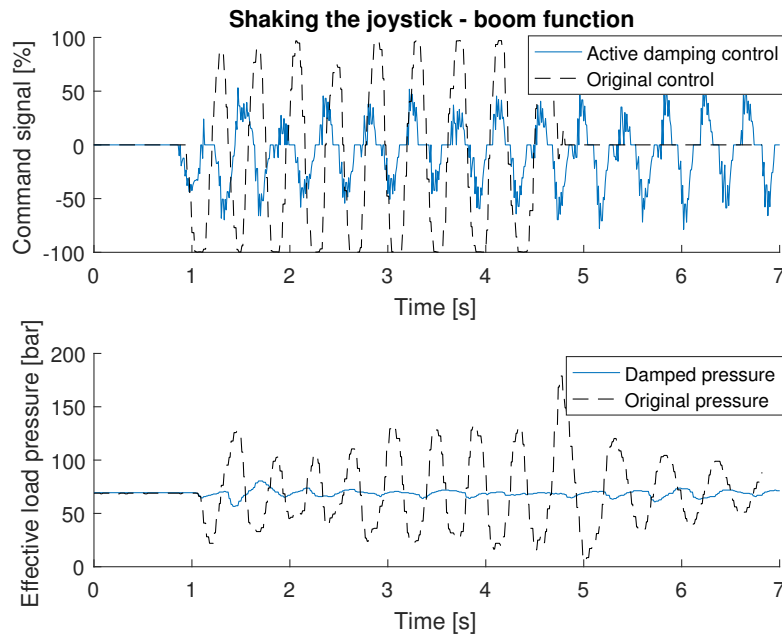 Shaking the joystick - boom function
Command signal [%]
100
50
0
-50
-100
Active damping control
Original control
0 1 2 3 4 5 6 7
Time [s]
Effective load pressure [bar]
200
150
100
50
0
Damped pressure
Original pressure
0 1 2 3 4 5 6 7
Time [s]